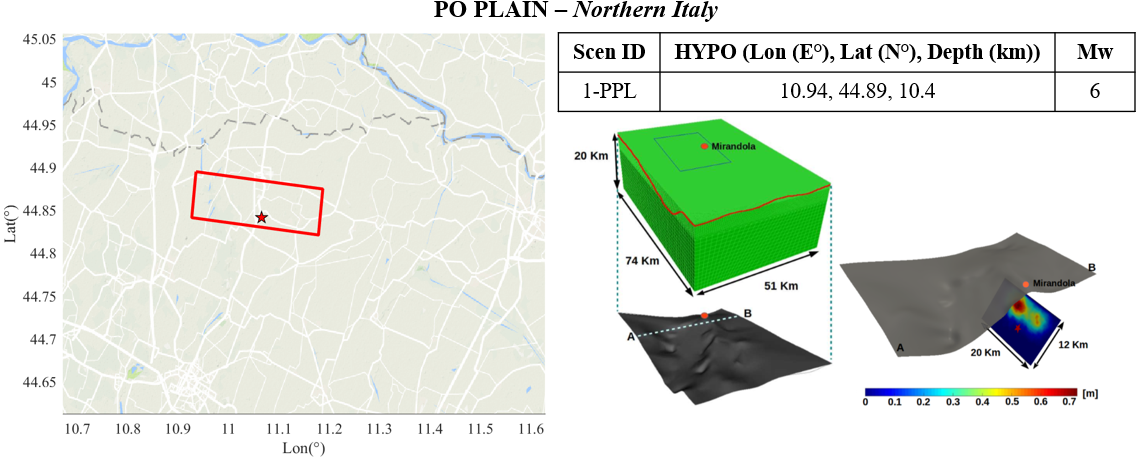 PO PLAIN – Northern Italy
45.05
45
44.95
44.9
44.85
44.8
44.75
44.7
44.65
Lat(°)
10.7 10.8 10.9 11 11.1 11.2 11.3 11.4 11.5 11.6
Lon(°)
Scen ID HYPO (Lon (E°), Lat (N°), Depth (km)) Mw
1-PPL 10.94, 44.89, 10.4 6
Mirandola
20 Km
74 Km
51 Km
A
B
B
Mirandola
A
20 Km
12 Km
0 0.1 0.2 0.3 0.5 0.6 0.7 [m]